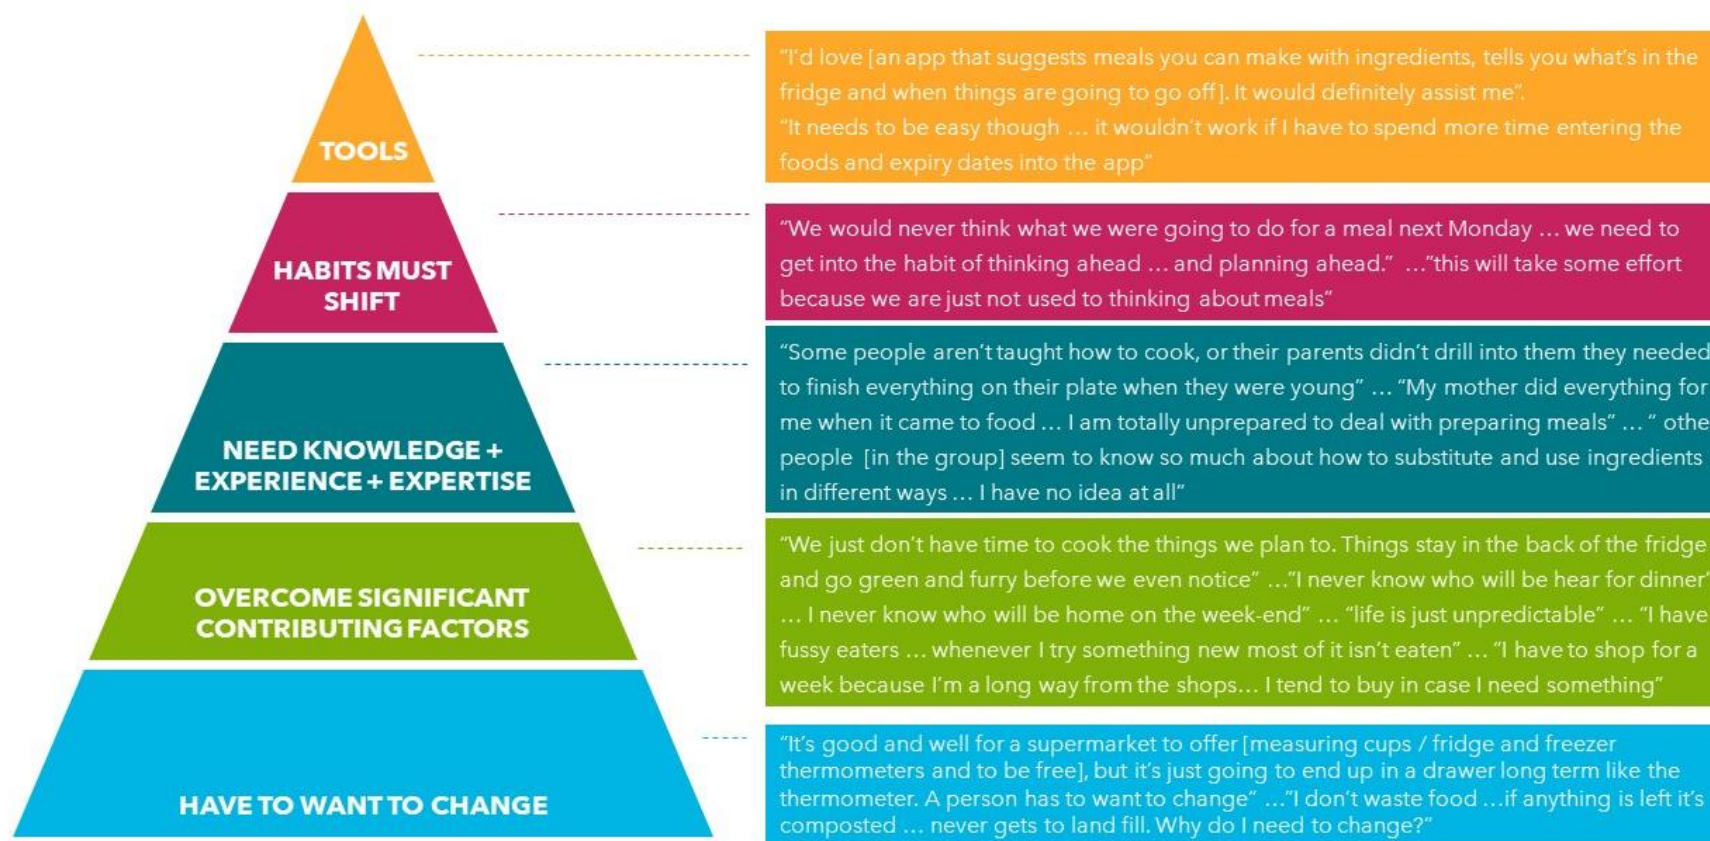 TOOLS
"I'd love [an app that suggests meals you can make with ingredients, tells you what's in the
fridge and when things are going to go off]. It would definitely assist me".
"It needs to be easy though … it wouldn't work if I have to spend more time entering the
foods and expiry dates into the app"
HABITS MUST
SHIFT
"We would never think what we were going to do for a meal next Monday … we need to
get into the habit of thinking ahead … and planning ahead." …"this will take some effort
because we are just not used to thinking about meals"
NEED KNOWLEDGE +
EXPERIENCE + EXPERTISE
"Some people aren't taught how to cook, or their parents didn't drill into them they needed
to finish everything on their plate when they were young" … "My mother did everything for
me when it came to food … I am totally unprepared to deal with preparing meals" … " othe
people [in the group] seem to know so much about how to substitute and use ingredients
in different ways … I have no idea at all"
OVERCOME SIGNIFICANT
CONTRIBUTING FACTORS
"We just don't have time to cook the things we plan to. Things stay in the back of the fridge
and go green and furry before we even notice" …"I never know who will be hear for dinner"
… I never know who will be home on the week-end" … "life is just unpredictable" … "I have
fussy eaters … whenever I try something new most of it isn't eaten" … "I have to shop for a
week because I'm a long way from the shops… I tend to buy in case I need something"
HAVE TO WANT TO CHANGE
"It's good and well for a supermarket to offer [measuring cups / fridge and freezer
thermometers and to be free], but it's just going to end up in a drawer long term like the
thermometer. A person has to want to change" …"I don't waste food …if anything is left it's
composted … never gets to land fill. Why do I need to change?"